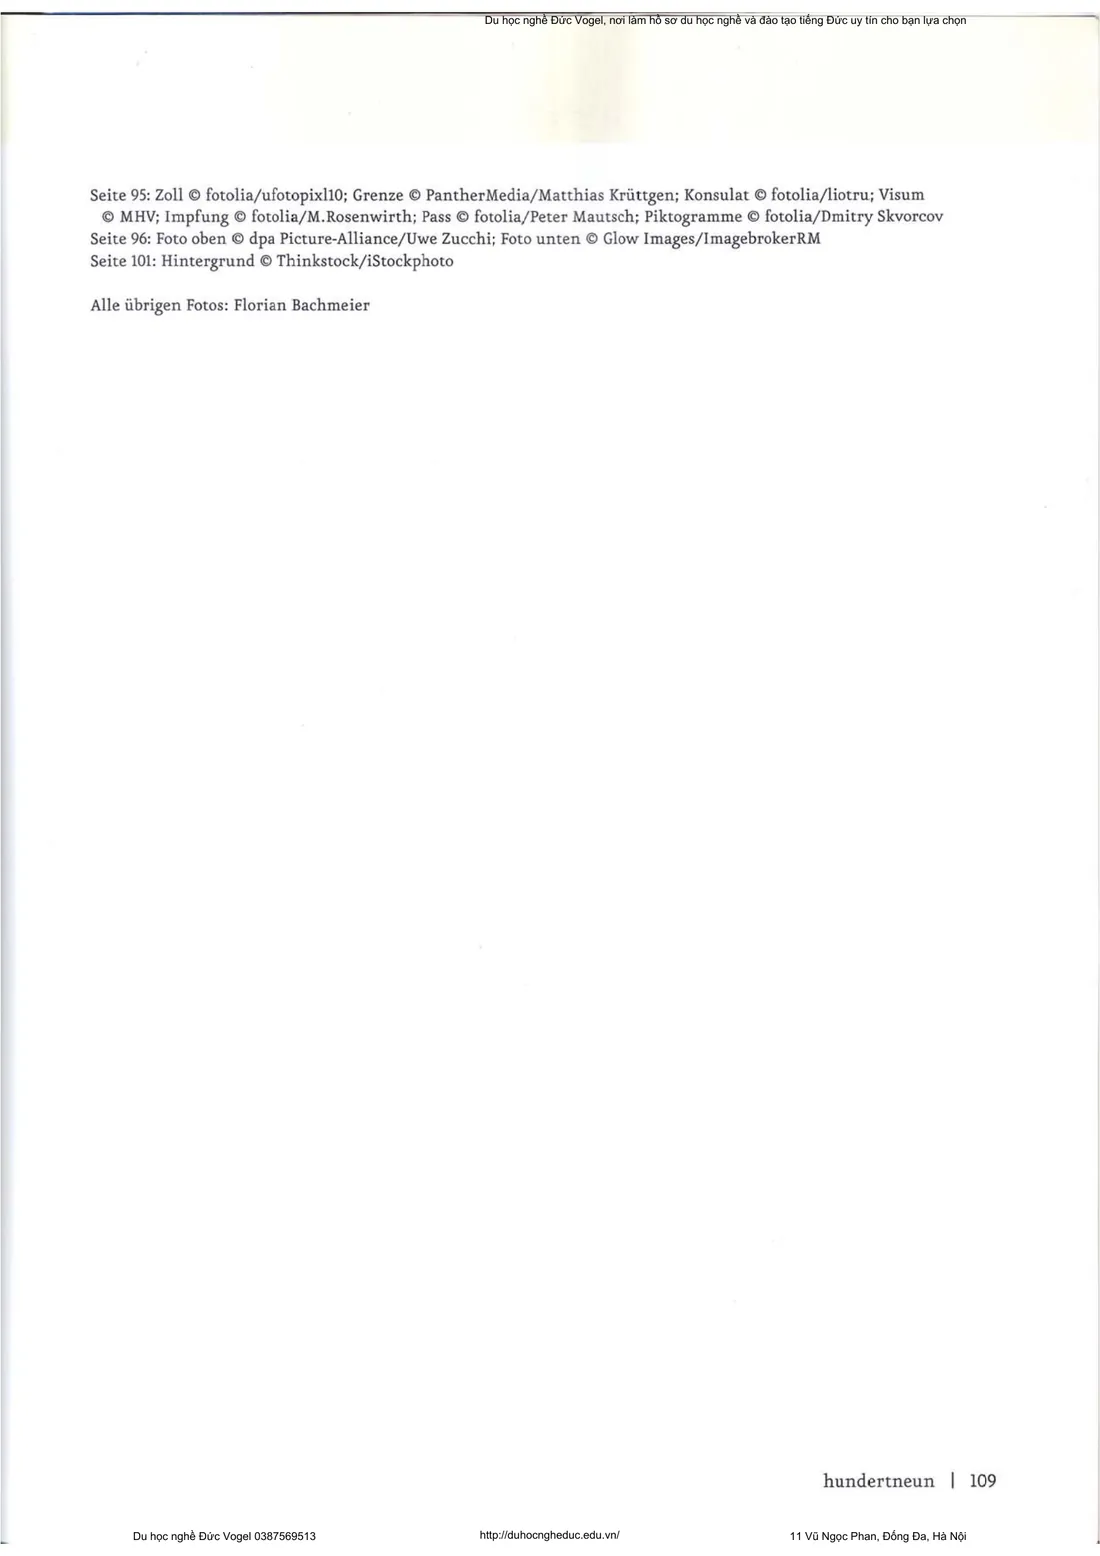 Du học nghề Đức Vogel, nơi làm hồ sơ du học nghề và đào tạo tiếng Đức uy tín cho bạn lựa chọn
Seite 95: Zoll © fotolia/ufotopixl10; Grenze © PantherMedia/Matthias Krüttgen; Konsulat © fotolia/liotru; Visum
© MHV; Impfung © fotolia/M.Rosenwirth; Pass © fotolia/Peter Mautsch; Piktogramme © fotolia/Dmitry Skvorcov
Seite 96: Foto oben © dpa Picture-Alliance/Uwe Zucchi; Foto unten © Glow Images/ImagebrokerRM
Seite 101: Hintergrund © Thinkstock/iStockphoto
Alle übrigen Fotos: Florian Bachmeier
hundertneun | 109
Du học nghề Đức Vogel 0387569513
http://duhocngheduc.edu.vn/
11 Vũ Ngọc Phan, Đống Đa, Hà Nội